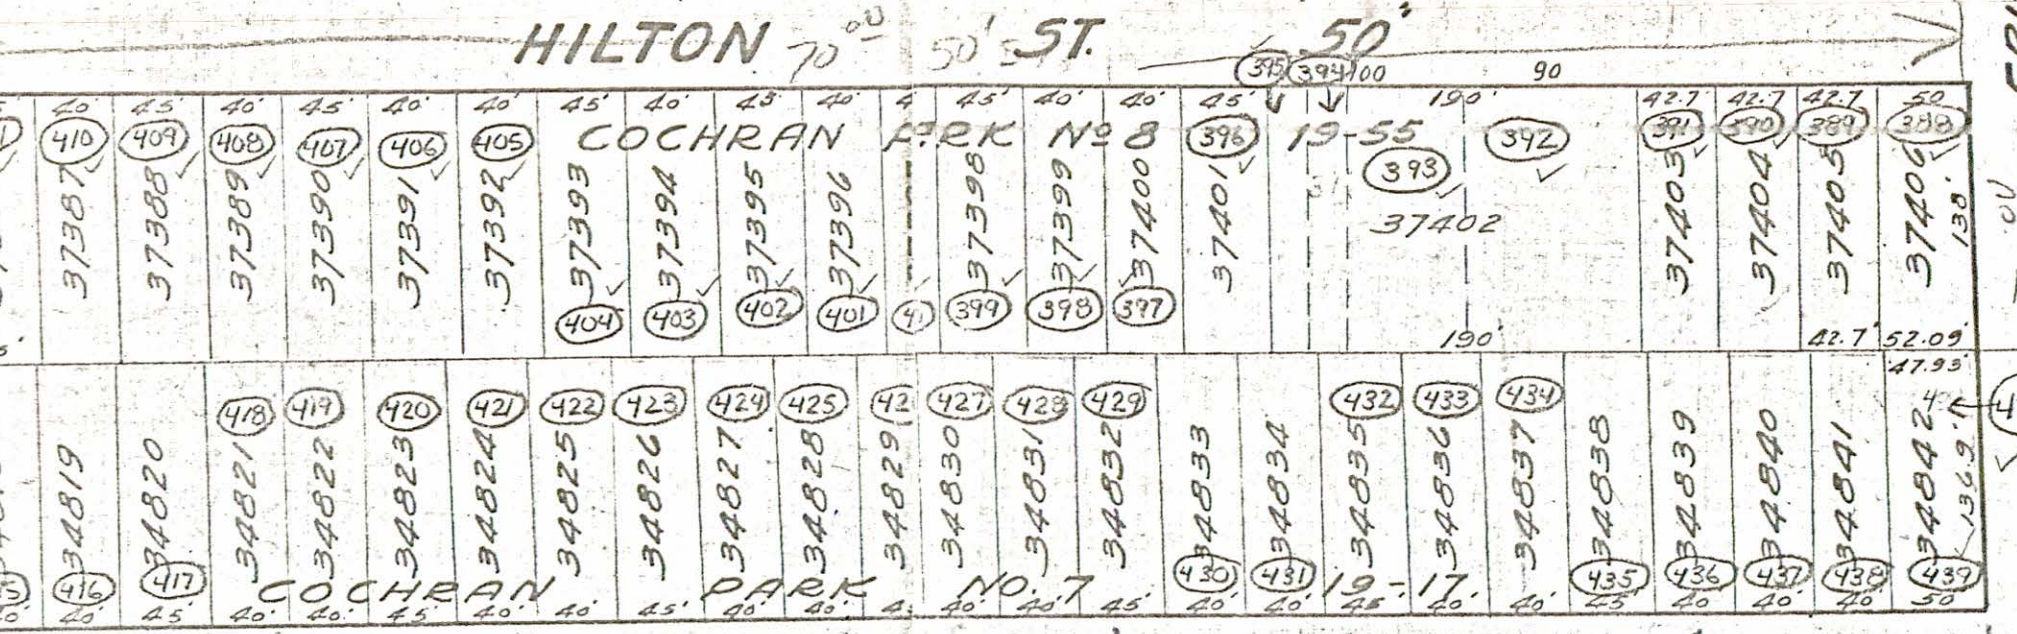 HILTON 70⁰⁰ 50' ST. 50'
395 394 100 90
40' 45' 40' 45' 40' 40' 45' 40' 45' 40' 4 45' 40' 40' 45' 190' 42.7 42.7 42.7 50
410 409 408 407 406 405 COCHRAN PARK Nº 8 396 19-55 392 391 390 389 388
393
37387 37388 37389 37390 37391 37392 37393 37394 37395 37396 37398 37399 37400 37401 37402 37403 37404 37405 37406 138'
404 403 402 401 399 398 397
190' 42.7' 52.09'
47.93'
418 419 420 421 422 423 424 425 42 427 428 429 432 433 434
34819 34820 34821 34822 34823 34824 34825 34826 34827 34828 34829 34830 34831 34832 34833 34834 34835 34836 34837 34838 34839 34840 34841 34842 136.9'
416 417 COCHRAN PARK NO. 7 430 431 19-17 435 436 437 438 439
40' 45' 40' 40' 45' 40' 40' 45' 40' 40' 4 40' 40' 45' 40' 40' 45' 40' 40' 45' 40 40' 40' 50